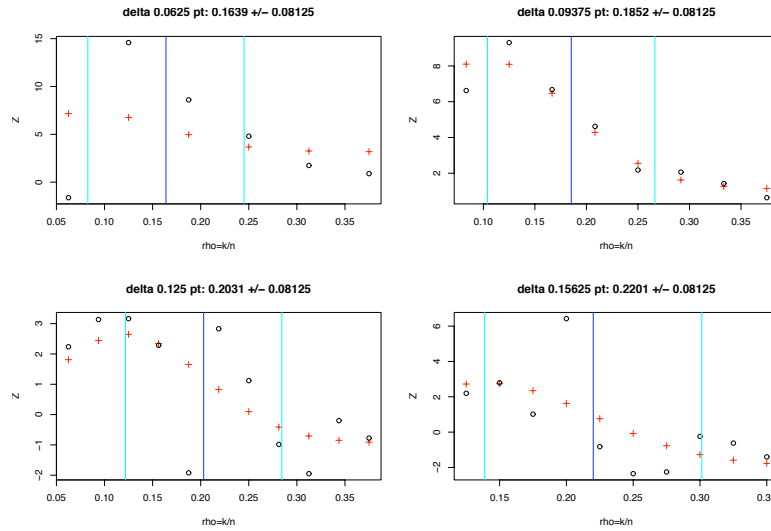 delta 0.0625 pt: 0.1639 +/− 0.08125
Z
15
10
5
0
0.05 0.10 0.15 0.20 0.25 0.30 0.35
rho=k/n
delta 0.09375 pt: 0.1852 +/− 0.08125
Z
8
6
4
2
0.10 0.15 0.20 0.25 0.30 0.35
rho=k/n
delta 0.125 pt: 0.2031 +/− 0.08125
Z
3
2
1
0
−1
−2
0.05 0.10 0.15 0.20 0.25 0.30 0.35
rho=k/n
delta 0.15625 pt: 0.2201 +/− 0.08125
Z
6
4
2
0
−2
0.15 0.20 0.25 0.30 0.35
rho=k/n